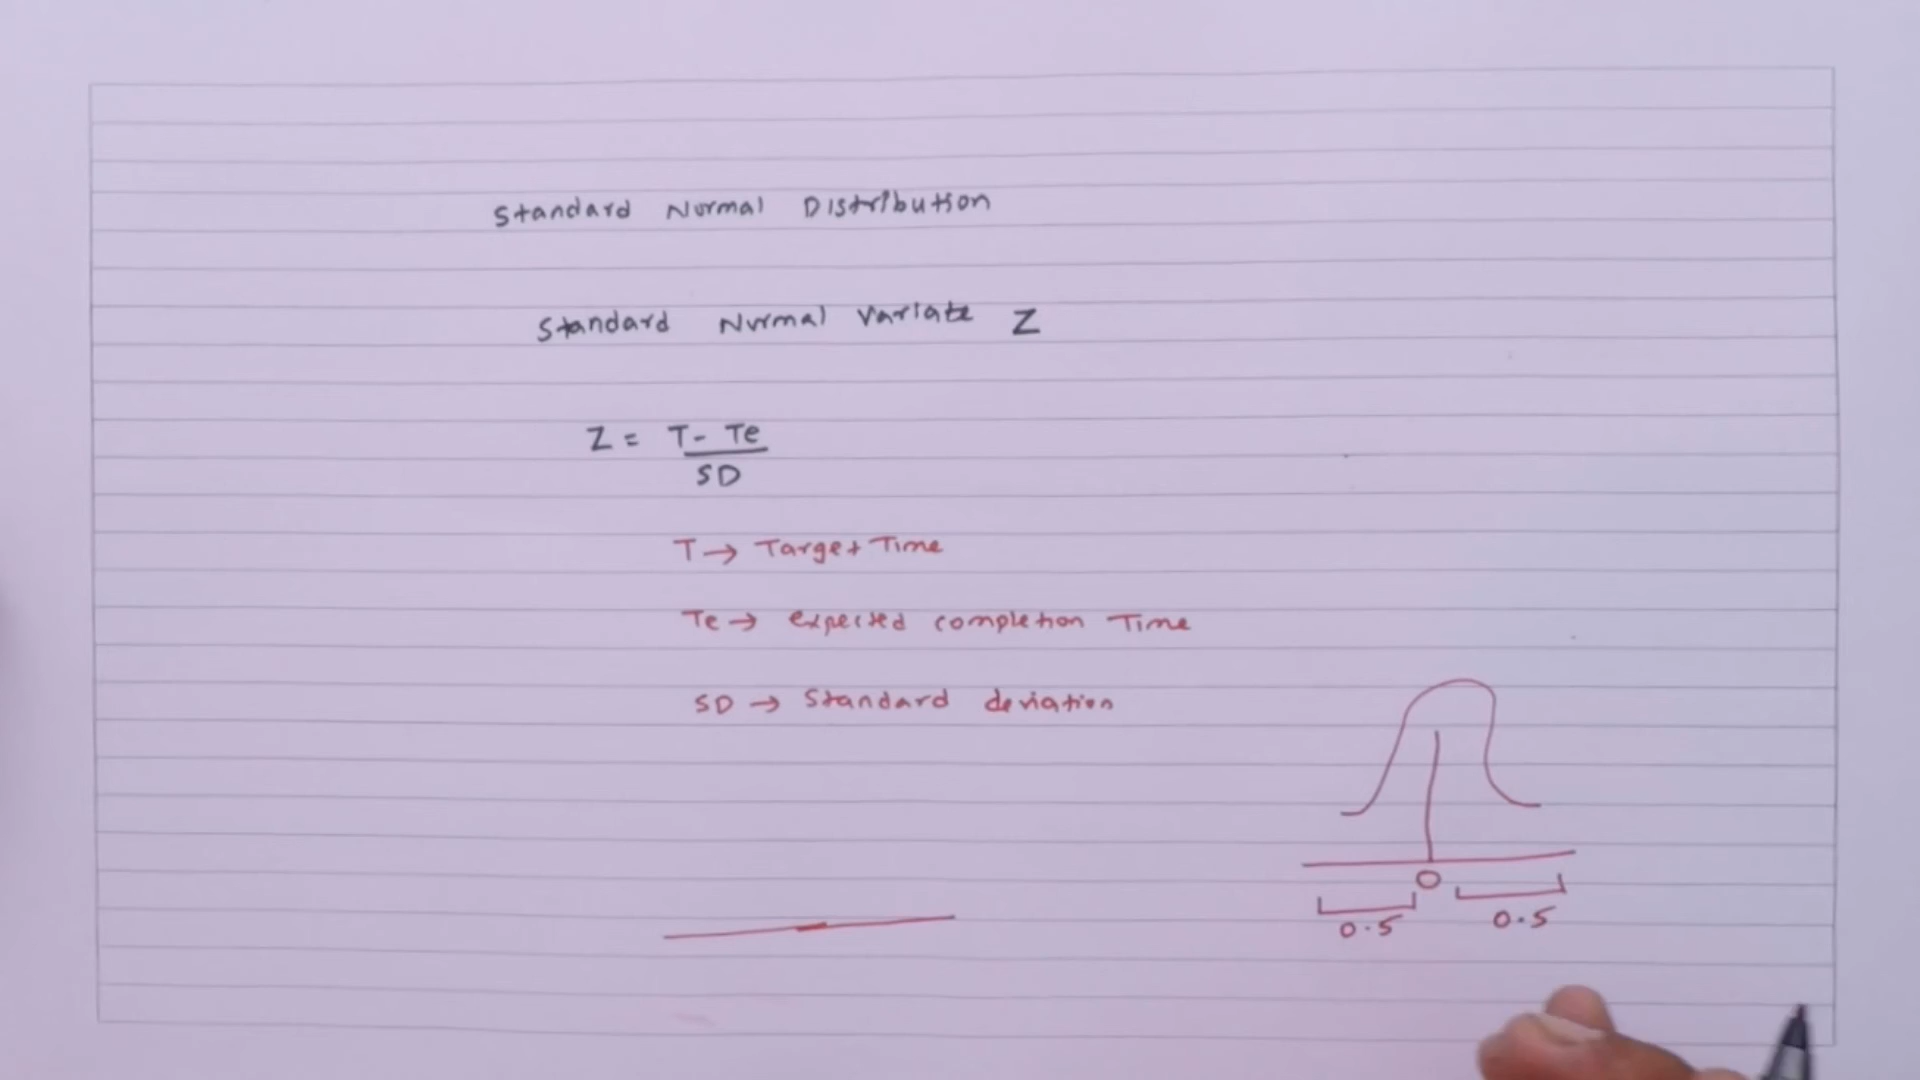 Standard Normal Distribution
Standard Normal Variate Z
Z = T - Te
SD
T → Target Time
Te → expected completion Time
SD → Standard deviation
0
0.5 0.5